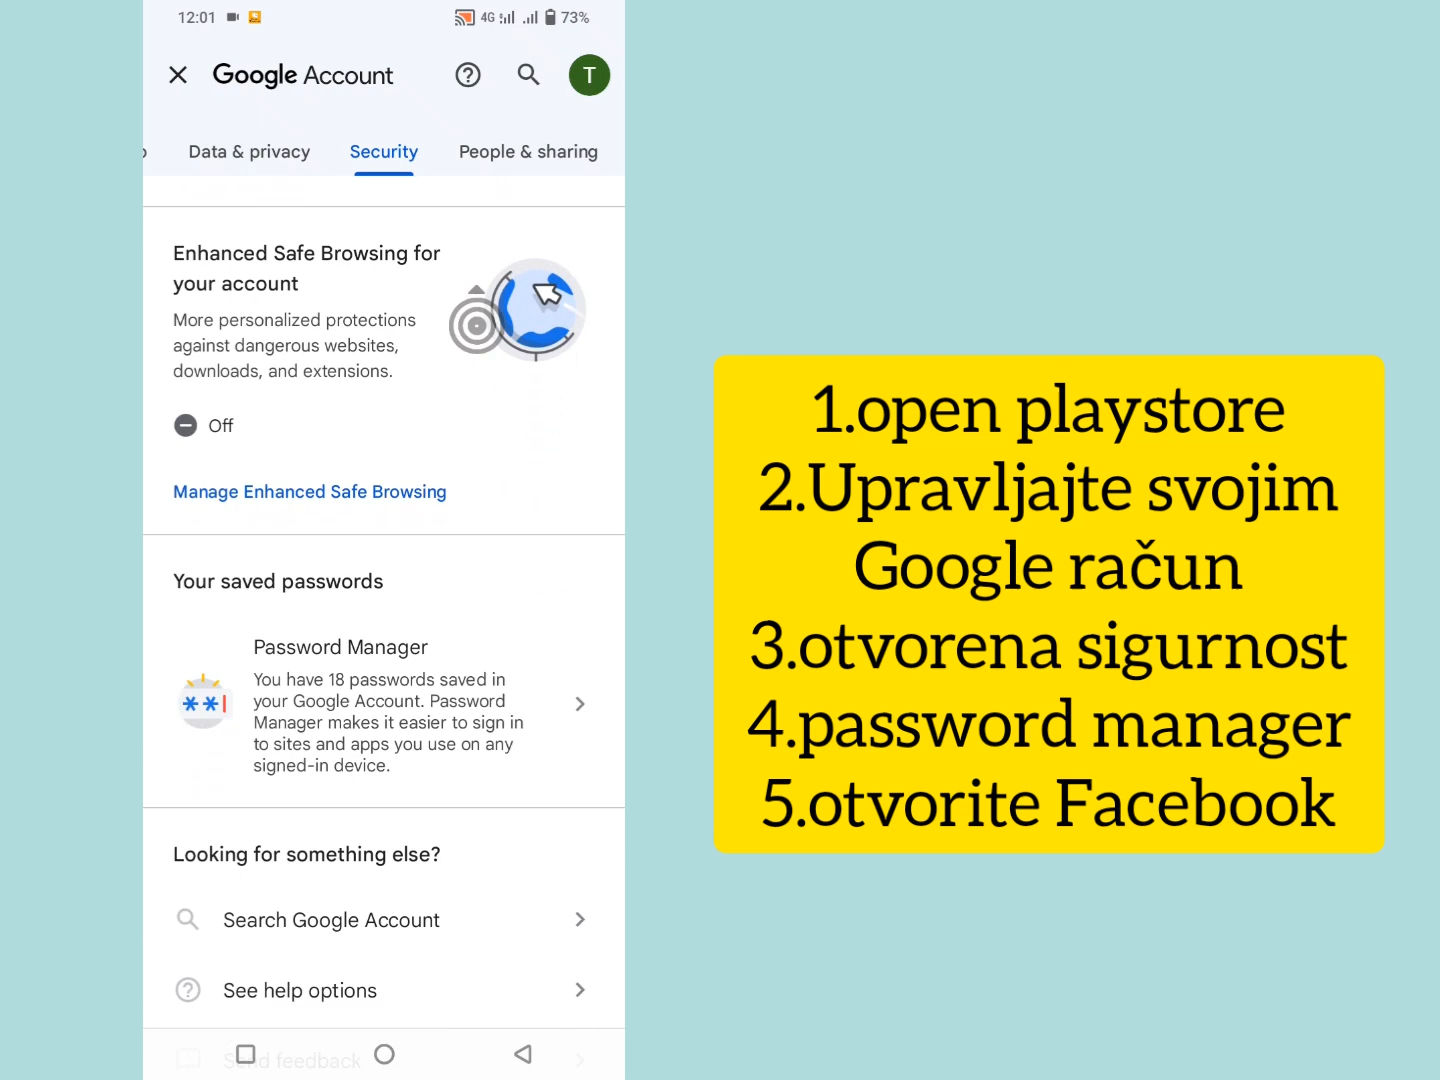 12:01 4G 73%
Google Account T
Data & privacy Security People & sharing
Enhanced Safe Browsing for
your account
More personalized protections
against dangerous websites,
downloads, and extensions.
Off
Manage Enhanced Safe Browsing
Your saved passwords
Password Manager
You have 18 passwords saved in
your Google Account. Password
Manager makes it easier to sign in
to sites and apps you use on any
signed-in device.
Looking for something else?
Search Google Account
See help options
Send feedback
1.open playstore
2.Upravljajte svojim
Google račun
3.otvorena sigurnost
4.password manager
5.otvorite Facebook